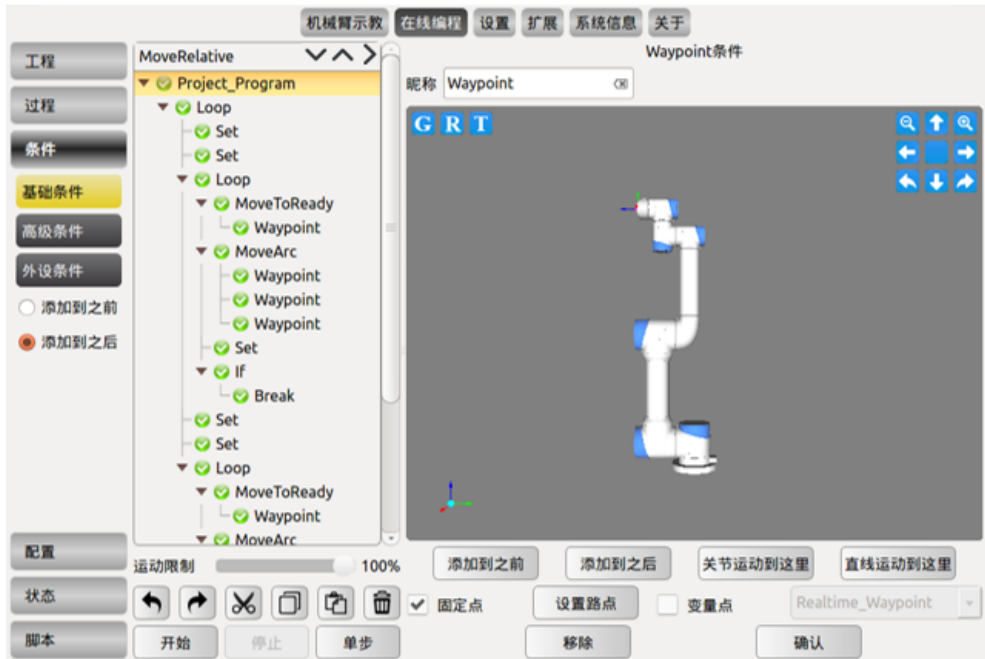 机械臂示教 在线编程 设置 扩展 系统信息 关于
工程
过程
条件
基础条件
高级条件
外设条件
添加到之前
添加到之后
配置
状态
脚本
MoveRelative
Project_Program
Loop
Set
Set
Loop
MoveToReady
Waypoint
MoveArc
Waypoint
Waypoint
Waypoint
Set
If
Break
Set
Set
Loop
MoveToReady
Waypoint
MoveArc
运动限制 100%
开始 停止 单步
Waypoint条件
昵称 Waypoint
G R T
添加到之前 添加到之后 关节运动到这里 直线运动到这里
固定点 设置路点 变量点 Realtime_Waypoint
移除 确认